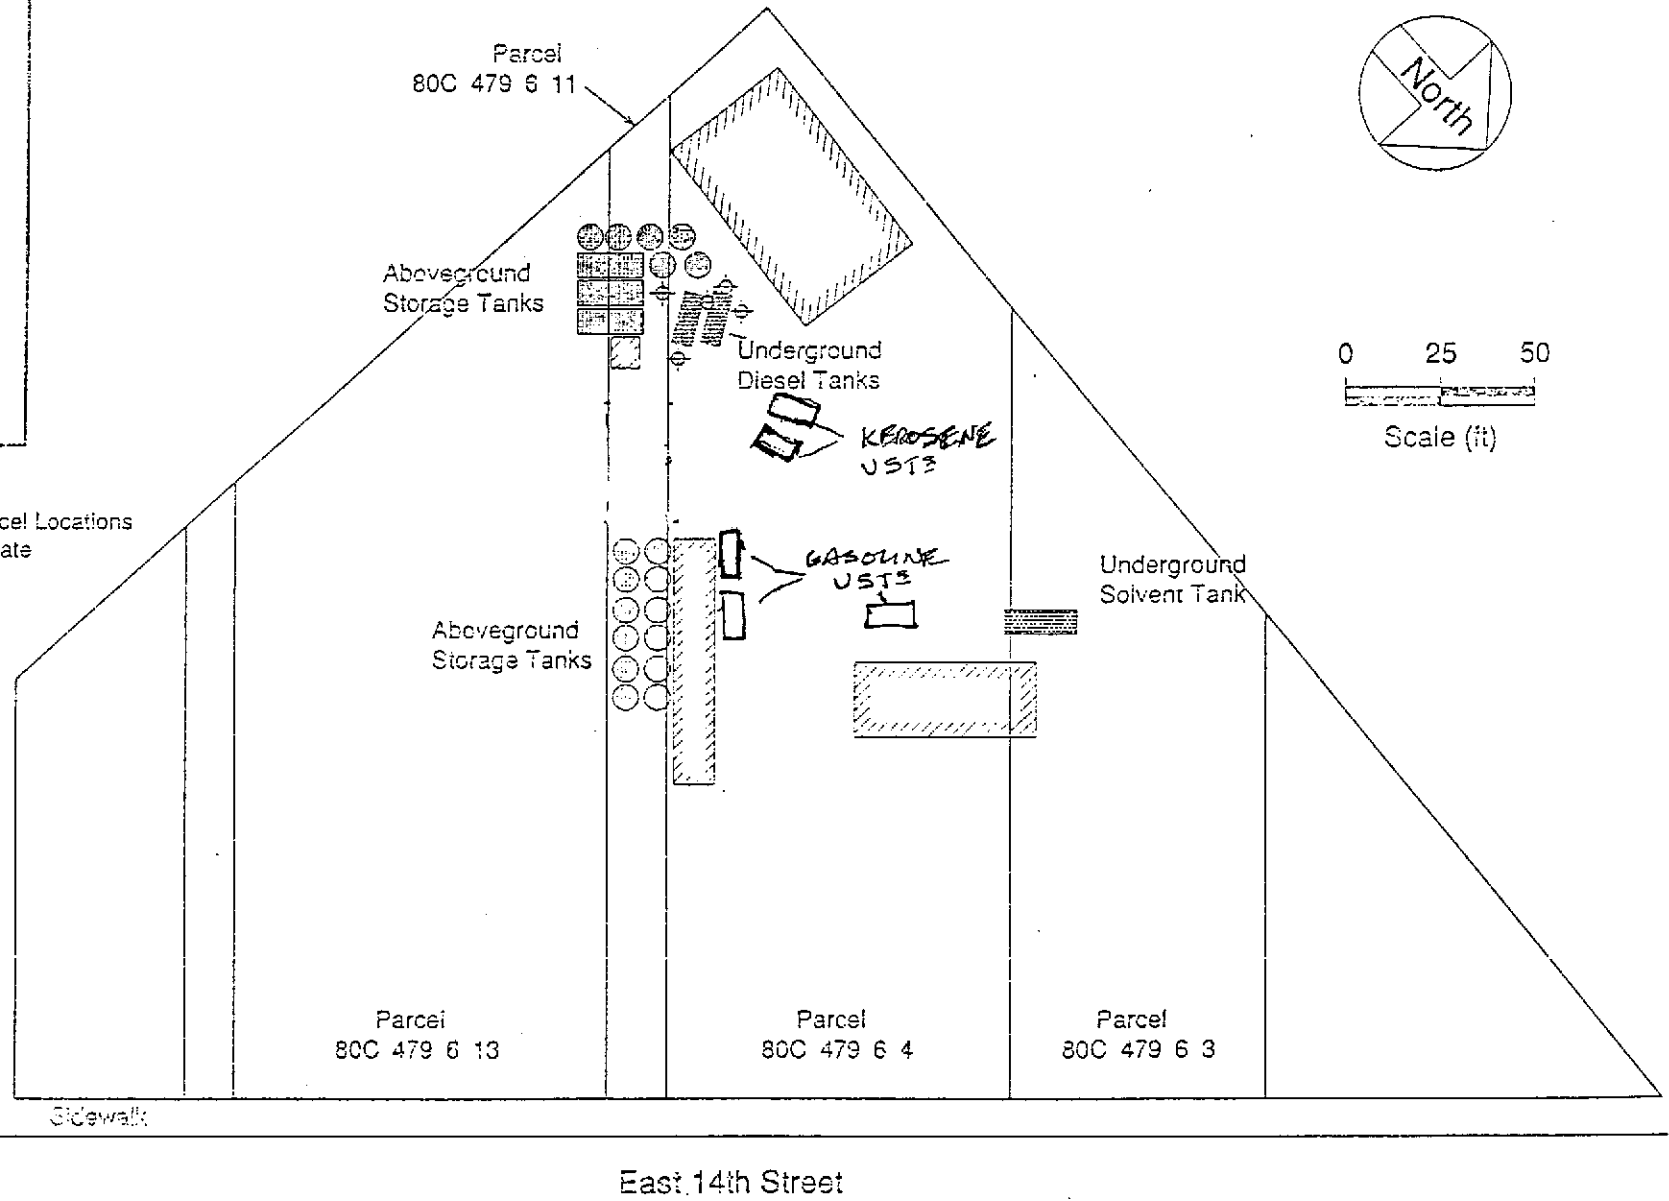 Parcel
80C 479 6 11
North
Aboveground
Storage Tanks
Underground
Diesel Tanks
0 25 50
Scale (ft)
KEROSENE
USTS
cel Locations
ate
GASOLINE
USTS
Underground
Solvent Tank
Aboveground
Storage Tanks
Parcel
80C 479 6 13
Parcel
80C 479 6 4
Parcel
80C 479 6 3
Sidewalk
East 14th Street